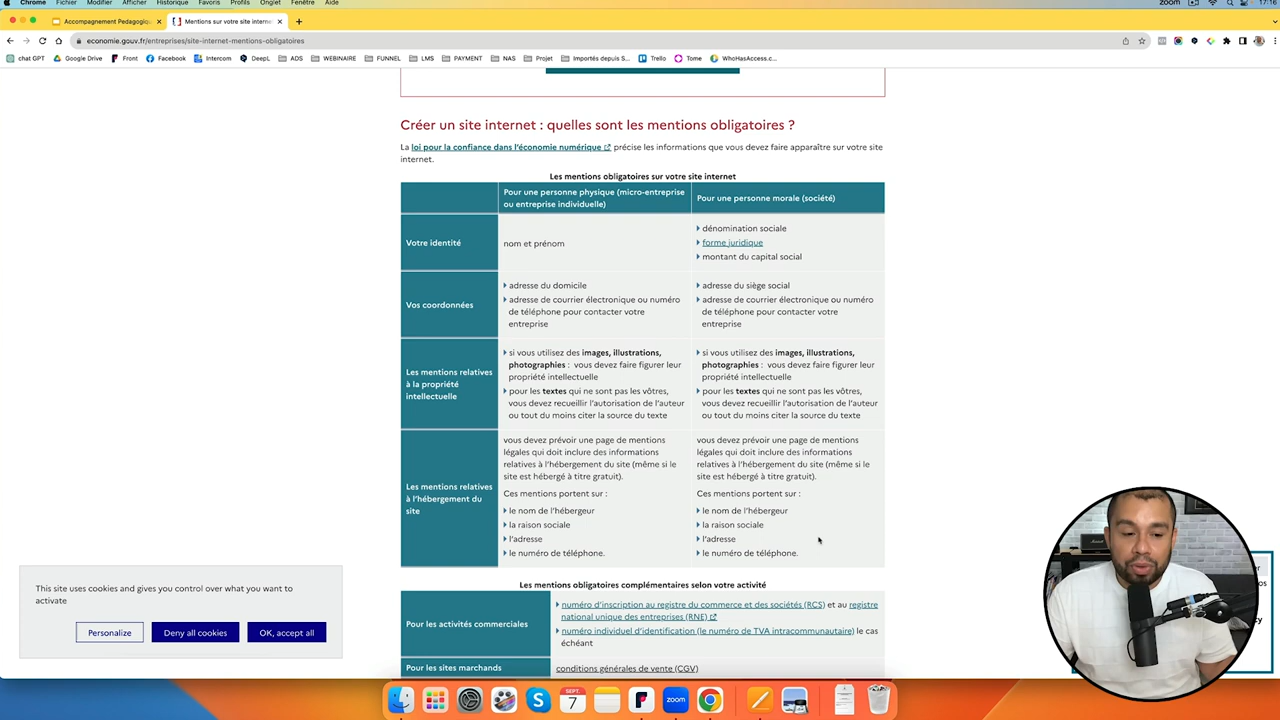 Chrome Fichier Modifier Afficher Historique Favoris Profils Onglet Fenêtre Aide
zoom 17:16
Accompagnement Pedagogiqu
Mentions sur votre site interne
economie.gouv.fr/entreprises/site-internet-mentions-obligatoires
chat GPT Google Drive Front Facebook Intercom DeepL ADS WEBINAIRE FUNNEL LMS PAYMENT NAS Projet Importés depuis S... Trello Tome WhoHasAccess.c...
Créer un site internet : quelles sont les mentions obligatoires ?
La loi pour la confiance dans l'économie numérique précise les informations que vous devez faire apparaître sur votre site
internet.
Les mentions obligatoires sur votre site internet
Pour une personne physique (micro-entreprise
ou entreprise individuelle)
Pour une personne morale (société)
Votre identité
nom et prénom
dénomination sociale
forme juridique
montant du capital social
Vos coordonnées
adresse du domicile
adresse de courrier électronique ou numéro
de téléphone pour contacter votre
entreprise
adresse du siège social
adresse de courrier électronique ou numéro
de téléphone pour contacter votre
entreprise
Les mentions relatives
à la propriété
intellectuelle
si vous utilisez des images, illustrations,
photographies : vous devez faire figurer leur
propriété intellectuelle
pour les textes qui ne sont pas les vôtres,
vous devez recueillir l'autorisation de l'auteur
ou tout du moins citer la source du texte
si vous utilisez des images, illustrations,
photographies : vous devez faire figurer leur
propriété intellectuelle
pour les textes qui ne sont pas les vôtres,
vous devez recueillir l'autorisation de l'auteur
ou tout du moins citer la source du texte
Les mentions relatives
à l'hébergement du
site
vous devez prévoir une page de mentions
légales qui doit inclure des informations
relatives à l'hébergement du site (même si le
site est hébergé à titre gratuit).
Ces mentions portent sur :
le nom de l'hébergeur
la raison sociale
l'adresse
le numéro de téléphone.
vous devez prévoir une page de mentions
légales qui doit inclure des informations
relatives à l'hébergement du site (même si le
site est hébergé à titre gratuit).
Ces mentions portent sur :
le nom de l'hébergeur
la raison sociale
l'adresse
le numéro de téléphone.
Les mentions obligatoires complémentaires selon votre activité
Pour les activités commerciales
numéro d'inscription au registre du commerce et des sociétés (RCS) et au registre
national unique des entreprises (RNE)
numéro individuel d'identification (le numéro de TVA intracommunautaire) le cas
échéant
Pour les sites marchands
conditions générales de vente (CGV)
This site uses cookies and gives you control over what you want to
activate
Personalize
Deny all cookies
OK, accept all
SEPT.
7
zoom